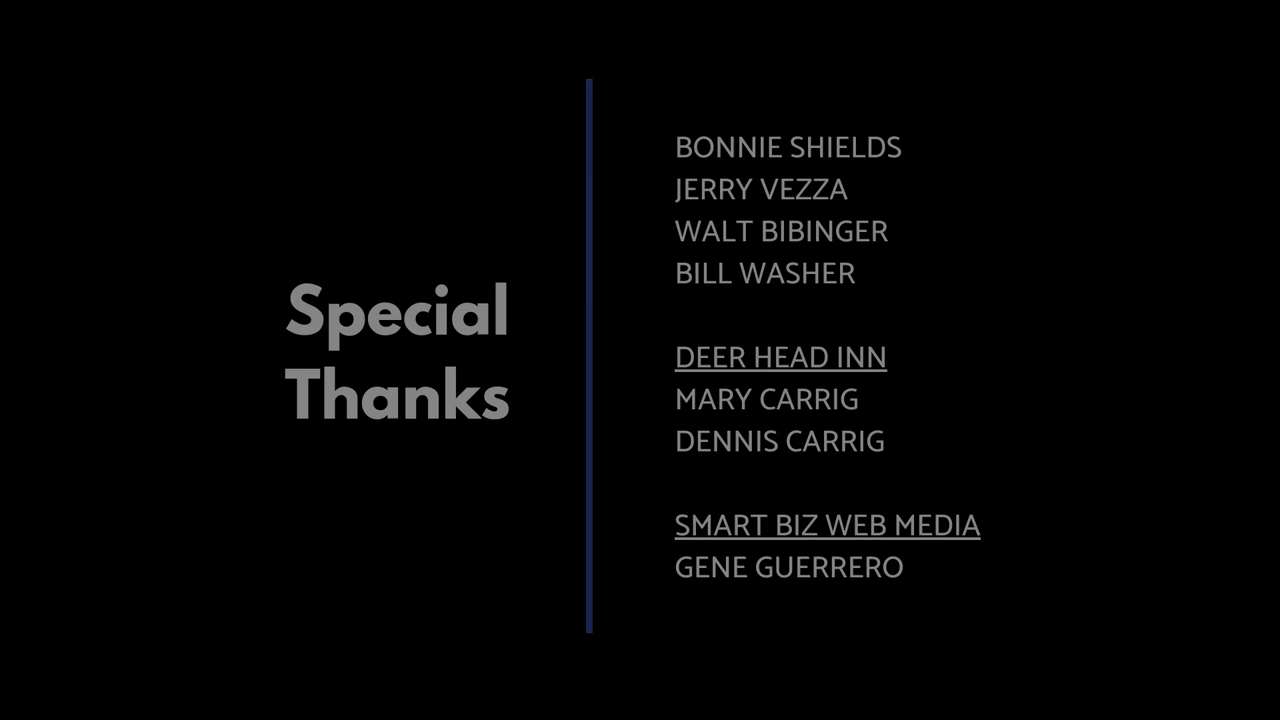 Special
Thanks
BONNIE SHIELDS
JERRY VEZZA
WALT BIBINGER
BILL WASHER
DEER HEAD INN
MARY CARRIG
DENNIS CARRIG
SMART BIZ WEB MEDIA
GENE GUERRERO